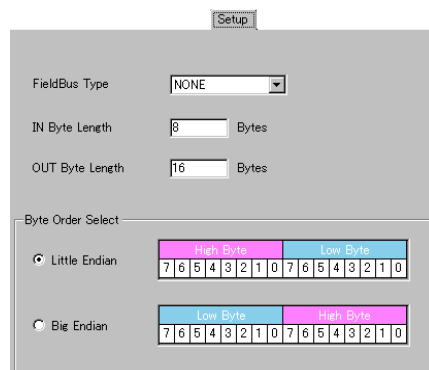 Setup
FieldBus Type NONE
IN Byte Length 8 Bytes
OUT Byte Length 16 Bytes
Byte Order Select
High Byte Low Byte
Little Endian 7 6 5 4 3 2 1 0 7 6 5 4 3 2 1 0
Low Byte High Byte
Big Endian 7 6 5 4 3 2 1 0 7 6 5 4 3 2 1 0